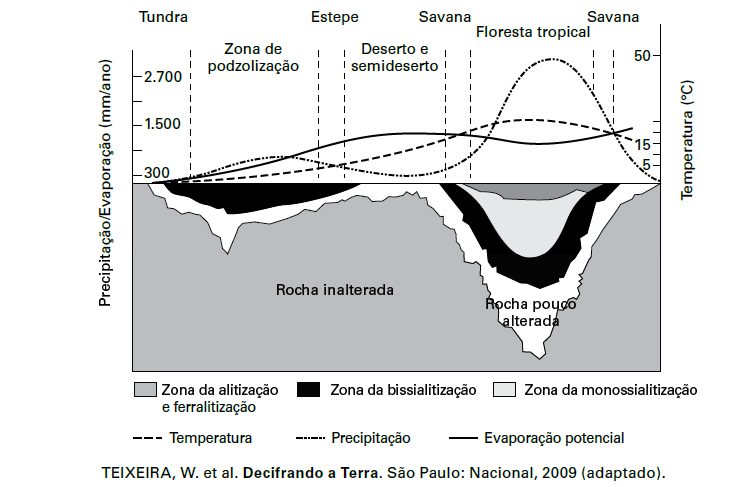 Tundra
Estepe
Savana
Savana
Floresta tropical
Zona de
podzolização
Deserto e
semideserto
Precipitação/Evaporação (mm/ano)
2.700
1.500
300
Temperatura (°C)
50
15
5
Rocha inalterada
Rocha pouco
alterada
Zona da alitização
e ferralitização
Zona da bissialitização
Zona da monossialitização
Temperatura
Precipitação
Evaporação potencial
TEIXEIRA, W. et al. Decifrando a Terra. São Paulo: Nacional, 2009 (adaptado).